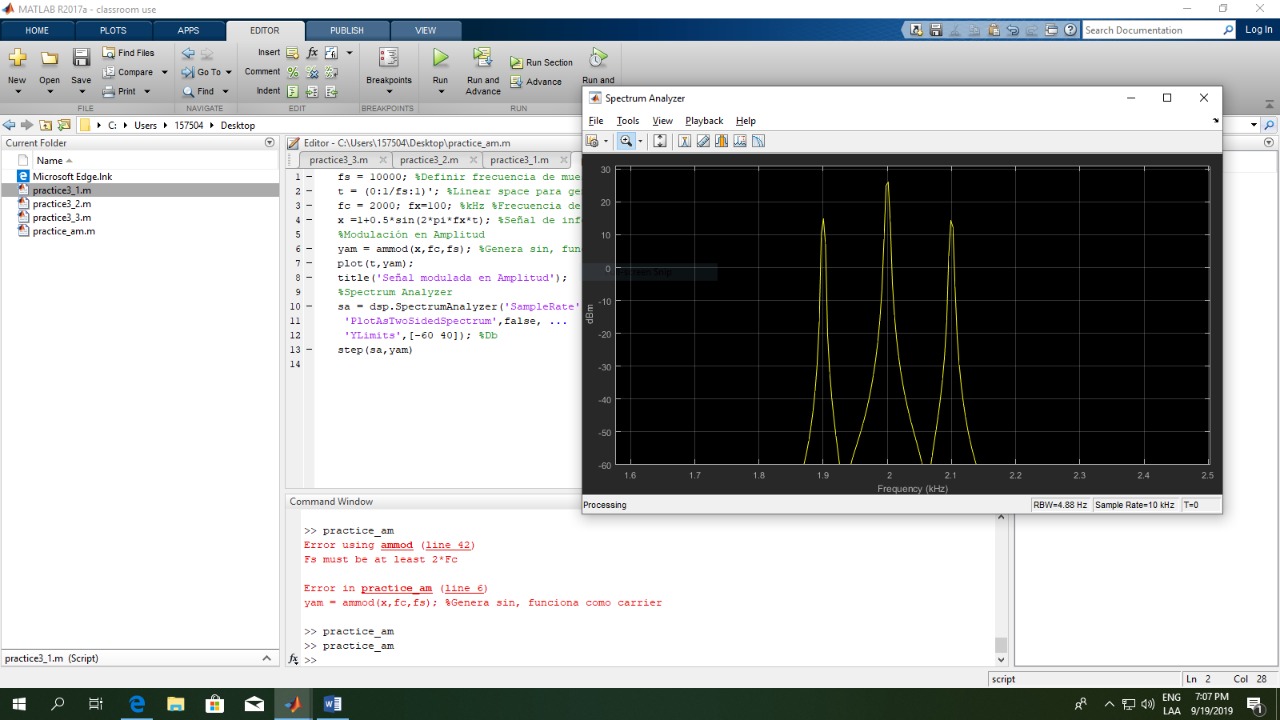 MATLAB R2017a - classroom use
HOME PLOTS APPS EDITOR PUBLISH VIEW
Search Documentation Log In
New Open Save
Find Files
Compare
Print
Go To
Find
Insert fx
Comment
Indent
Breakpoints
Run
Run and Advance
Run Section
Advance
Run and
FILE NAVIGATE EDIT BREAKPOINTS RUN
C: Users 157504 Desktop
Current Folder
Name
Microsoft Edge.lnk
practice3_1.m
practice3_2.m
practice3_3.m
practice_am.m
practice3_1.m (Script)
Editor - C:\Users\157504\Desktop\practice_am.m
practice3_3.m practice3_2.m practice3_1.m
1 fs = 10000; %Definir frecuencia de mue
2 t = (0:1/fs:1)'; %Linear space para ge
3 fc = 2000; fx=100; %kHz %Frecuencia de
4 x =1+0.5*sin(2*pi*fx*t); %Señal de inf
5 %Modulación en Amplitud
6 yam = ammod(x,fc,fs); %Genera sin, fun
7 plot(t,yam);
8 title('Señal modulada en Amplitud');
9 %Spectrum Analyzer
10 sa = dsp.SpectrumAnalyzer('SampleRate'
11 'PlotAsTwoSidedSpectrum',false, ...
12 'YLimits',[-60 40]); %Db
13 step(sa,yam)
14
Spectrum Analyzer
File Tools View Playback Help
30
20
10
0
-10
-20
-30
-40
-50
-60
dBm
1.6 1.7 1.8 1.9 2 2.1 2.2 2.3 2.4 2.5
Frequency (kHz)
Processing RBW=4.88 Hz Sample Rate=10 kHz T=0
Command Window
>> practice_am
Error using ammod (line 42)
Fs must be at least 2*Fc
Error in practice_am (line 6)
yam = ammod(x,fc,fs); %Genera sin, funciona como carrier
>> practice_am
>> practice_am
fx >>
script Ln 2 Col 28
ENG
LAA
7:07 PM
9/19/2019
1